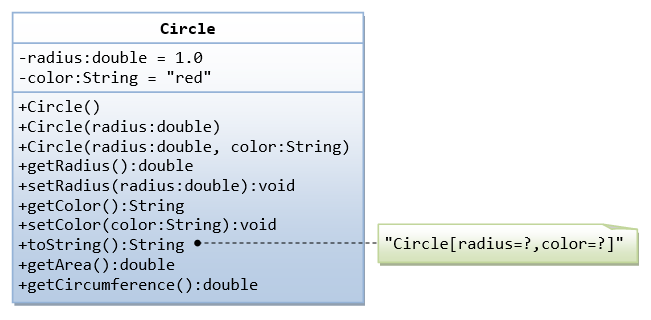 Circle
-radius:double = 1.0
-color:String = "red"
+Circle()
+Circle(radius:double)
+Circle(radius:double, color:String)
+getRadius():double
+setRadius(radius:double):void
+getColor():String
+setColor(color:String):void
+toString():String
"Circle[radius=?,color=?]"
+getArea():double
+getCircumference():double